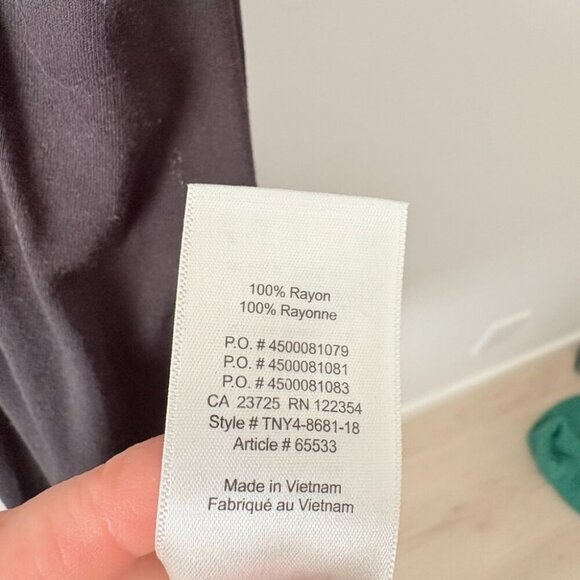 100% Rayon
100% Rayonne
P.O. # 4500081079
P.O. # 4500081081
P.O. # 4500081083
CA 23725 RN 122354
Style # TNY4-8681-18
Article # 65533
Made in Vietnam
Fabriqué au Vietnam